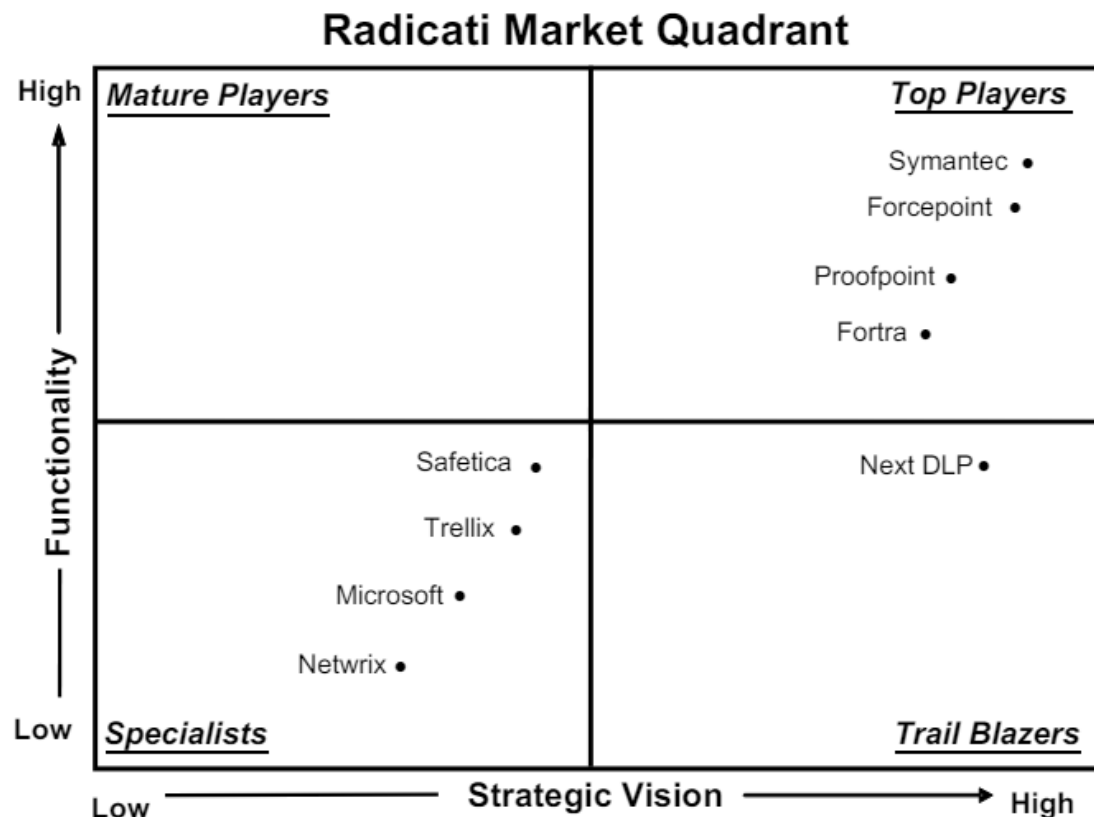 Radicati Market Quadrant
High
Mature Players
Top Players
Symantec
Forcepoint
Proofpoint
Fortra
Functionality
Safetica
Next DLP
Trellix
Microsoft
Netwrix
Low
Specialists
Trail Blazers
Low
Strategic Vision
High